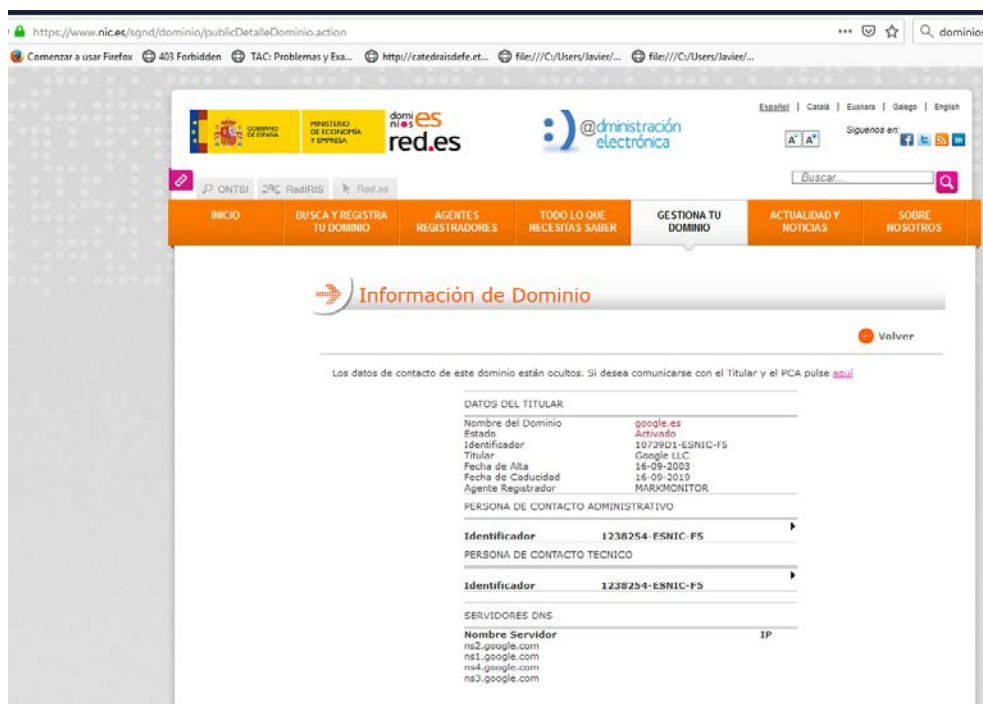 https://www.nic.es/sgnd/dominio/publicDetalleDominio.action
dominios
Comenzar a usar Firefox 403 Forbidden TAC: Problemas y Exa... http://catedraisdefe.et... file:///C:/Users/Javier/... file:///C:/Users/Javier/...
Español | Català | Euskera | Galego | English
GOBIERNO DE ESPAÑA
MINISTERIO DE ECONOMÍA Y EMPRESA
dominios es
red.es
:) @dministración electrónica
A- A+
Síguenos en:
ONTSI RedIRIS Red.es
Buscar...
INICIO
BUSCA Y REGISTRA TU DOMINIO
AGENTES REGISTRADORES
TODO LO QUE NECESITAS SABER
GESTIONA TU DOMINIO
ACTUALIDAD Y NOTICIAS
SOBRE NOSOTROS
Información de Dominio
Volver
Los datos de contacto de este dominio están ocultos. Si desea comunicarse con el Titular y el PCA pulse aquí
DATOS DEL TITULAR
Nombre del Dominio google.es
Estado Activado
Identificador 10739D1-ESNIC-F5
Titular Google LLC
Fecha de Alta 16-09-2003
Fecha de Caducidad 16-09-2019
Agente Registrador MARKMONITOR
PERSONA DE CONTACTO ADMINISTRATIVO
Identificador 1238254-ESNIC-F5
PERSONA DE CONTACTO TECNICO
Identificador 1238254-ESNIC-F5
SERVIDORES DNS
Nombre Servidor IP
ns2.google.com
ns1.google.com
ns4.google.com
ns3.google.com